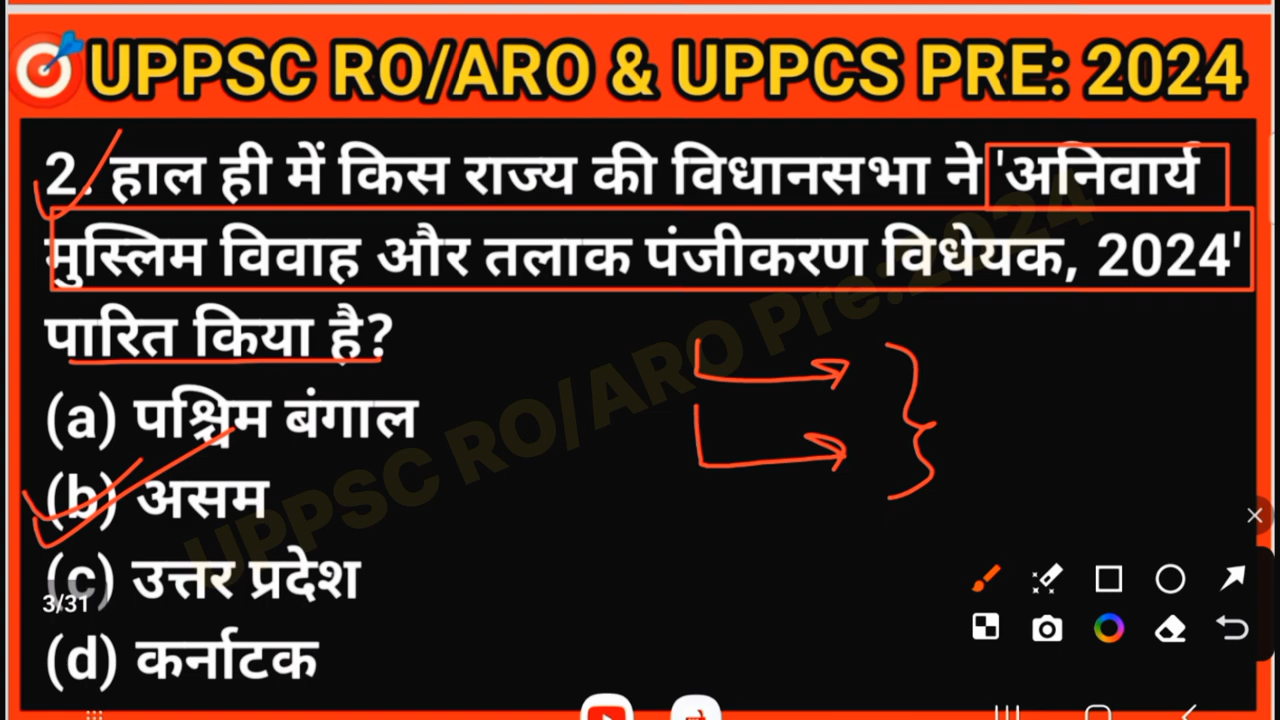 UPPSC RO/ARO & UPPCS PRE: 2024
2. हाल ही में किस राज्य की विधानसभा ने 'अनिवार्य
मुस्लिम विवाह और तलाक पंजीकरण विधेयक, 2024'
पारित किया है?
(a) पश्चिम बंगाल
(b) असम
(c) उत्तर प्रदेश
3/31
(d) कर्नाटक
UPPSC RO/ARO Pre:2024